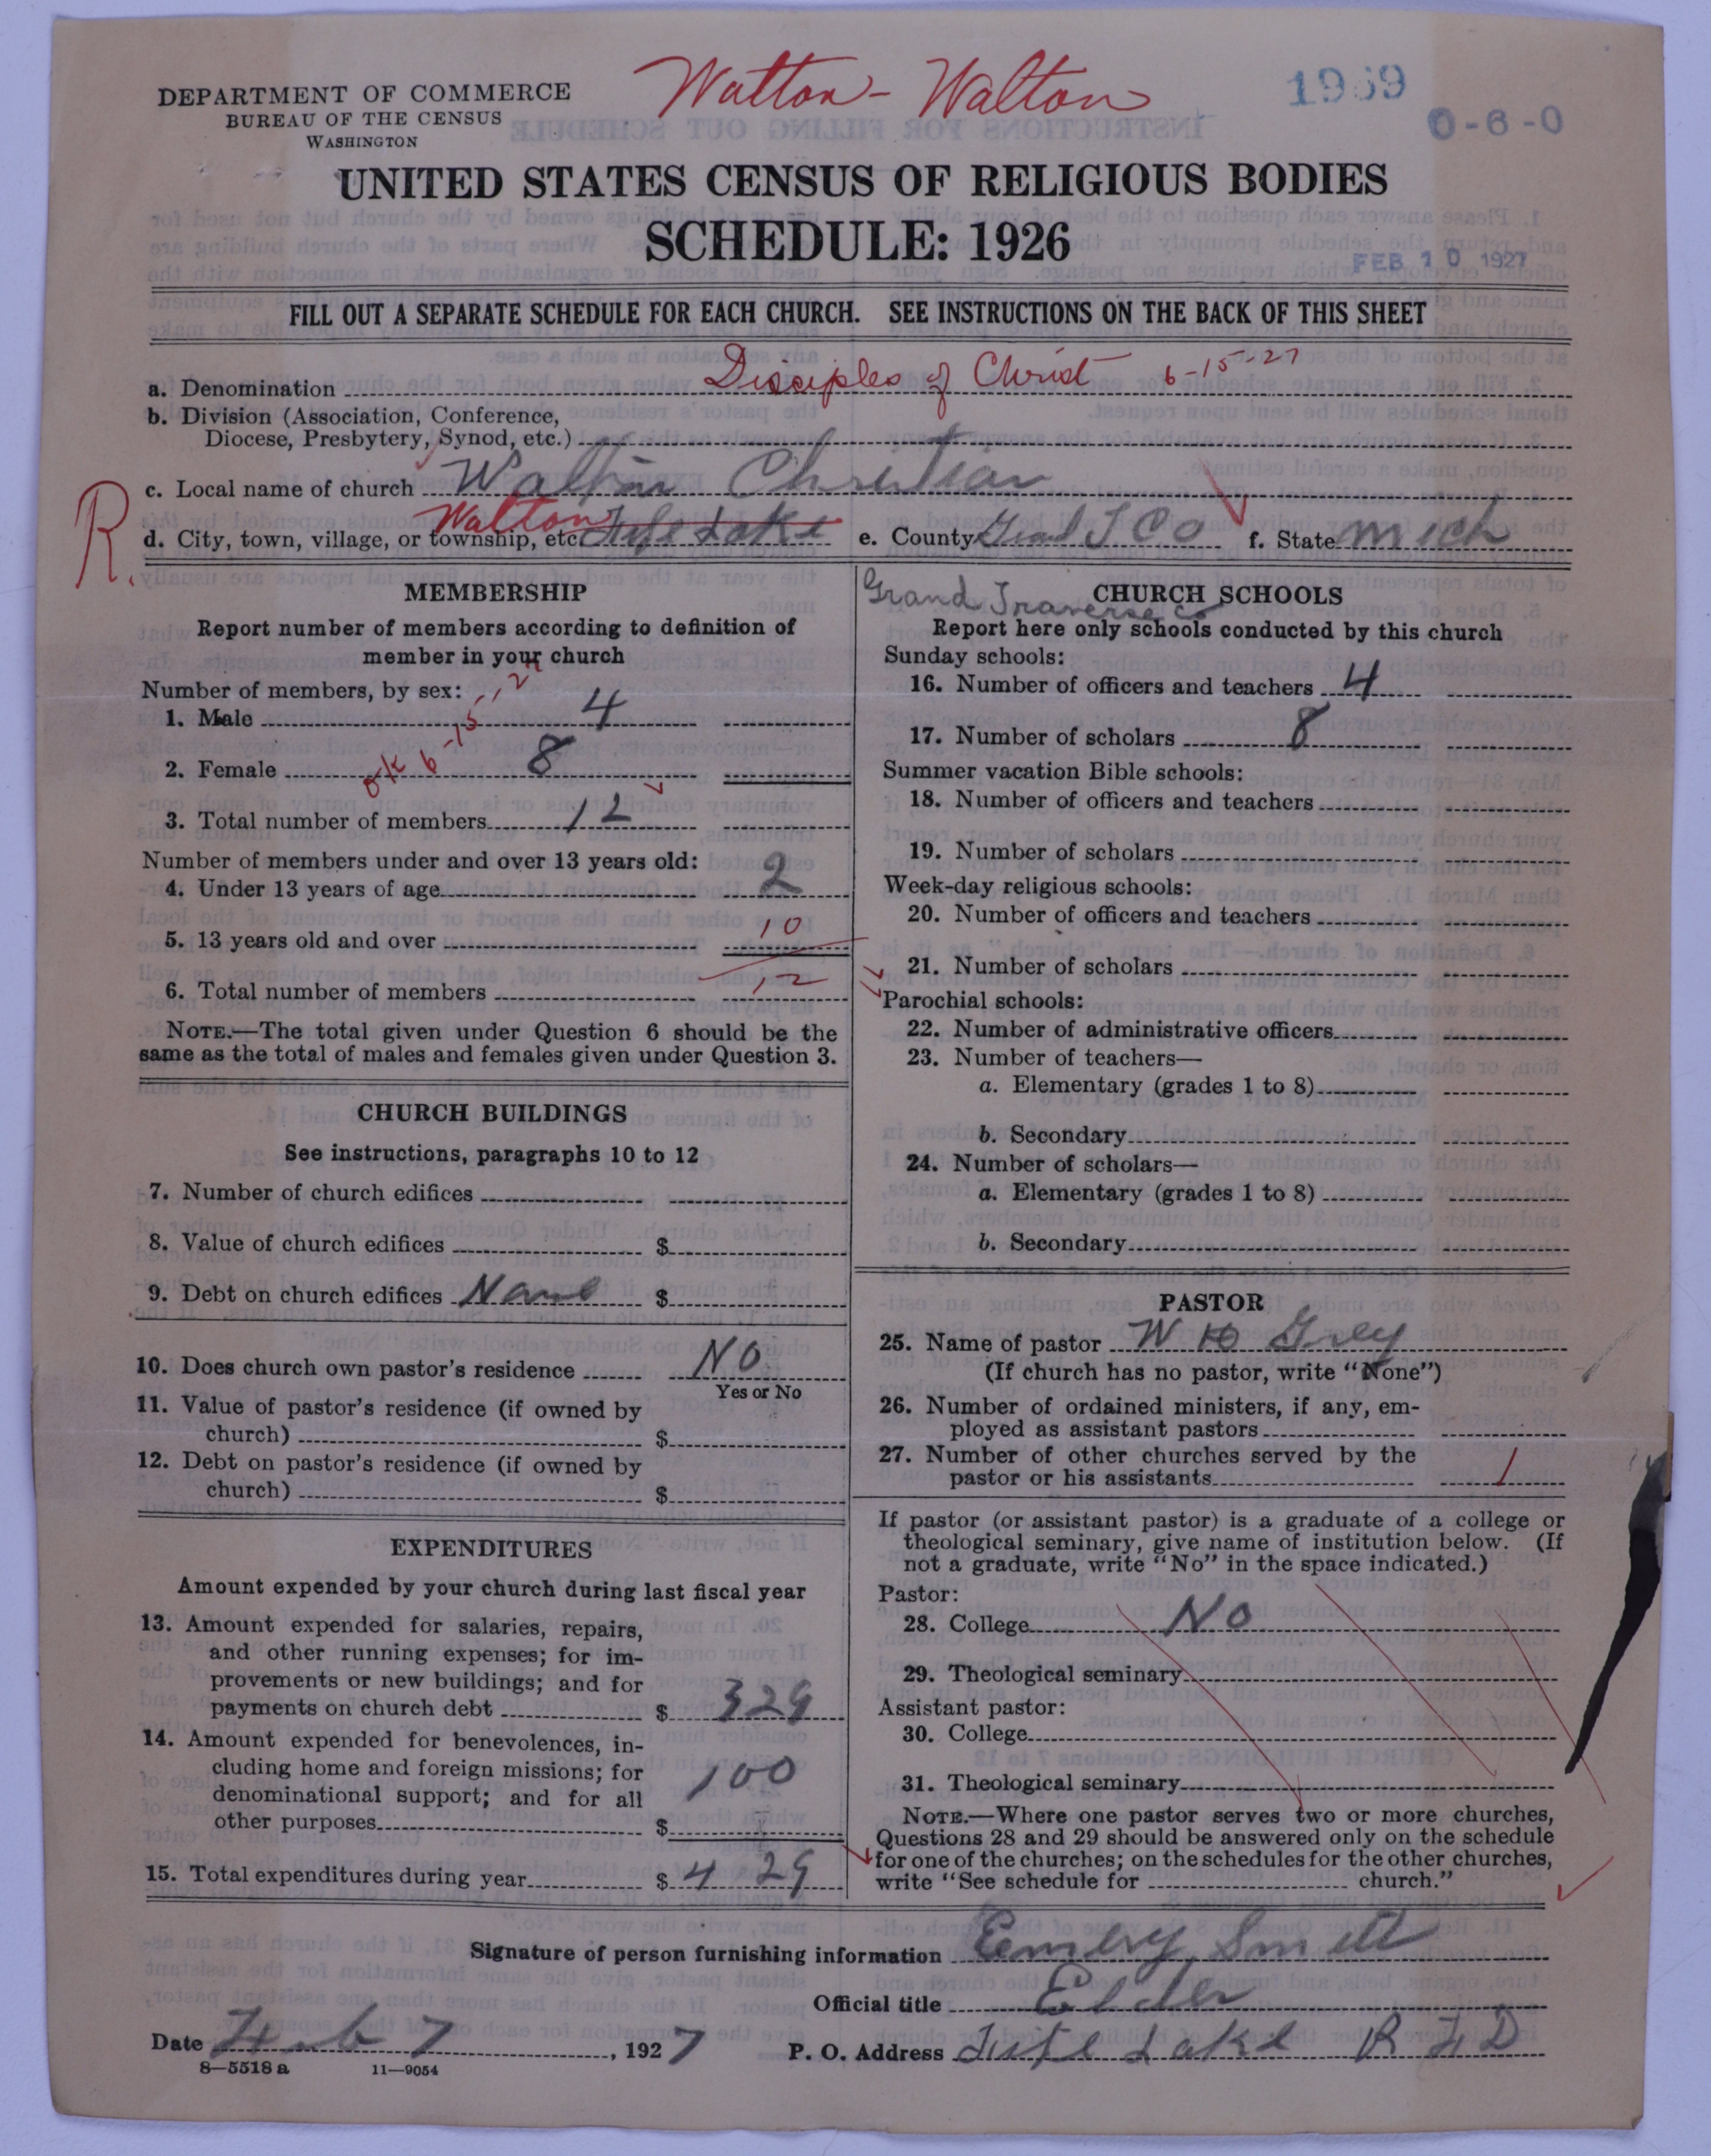 Watton - Walton
1969
0-6-0
DEPARTMENT OF COMMERCE
BUREAU OF THE CENSUS
WASHINGTON
UNITED STATES CENSUS OF RELIGIOUS BODIES
SCHEDULE: 1926
FEB 10 1927
FILL OUT A SEPARATE SCHEDULE FOR EACH CHURCH. SEE INSTRUCTIONS ON THE BACK OF THIS SHEET
a. Denomination Disciples of Christ 6-15-27
b. Division (Association, Conference,
Diocese, Presbytery, Synod, etc.)
c. Local name of church Walton Christian
R. Walton
d. City, town, village, or township, etc. Fife Lake e. County Grand T Co f. State Mich
Grand Traverse Co
MEMBERSHIP
Report number of members according to definition of
member in your church
Number of members, by sex:
1. Male 4
2. Female 8
OK 6-15-27
3. Total number of members 12
Number of members under and over 13 years old:
4. Under 13 years of age 2
5. 13 years old and over 10
6. Total number of members 12
NOTE.—The total given under Question 6 should be the
same as the total of males and females given under Question 3.
CHURCH BUILDINGS
See instructions, paragraphs 10 to 12
7. Number of church edifices
8. Value of church edifices $
9. Debt on church edifices None $
10. Does church own pastor's residence NO
Yes or No
11. Value of pastor's residence (if owned by
church) $
12. Debt on pastor's residence (if owned by
church) $
EXPENDITURES
Amount expended by your church during last fiscal year
13. Amount expended for salaries, repairs,
and other running expenses; for im-
provements or new buildings; and for
payments on church debt $ 329
14. Amount expended for benevolences, in-
cluding home and foreign missions; for
denominational support; and for all
other purposes $ 100
15. Total expenditures during year $ 429
CHURCH SCHOOLS
Report here only schools conducted by this church
Sunday schools:
16. Number of officers and teachers 4
17. Number of scholars 8
Summer vacation Bible schools:
18. Number of officers and teachers
19. Number of scholars
Week-day religious schools:
20. Number of officers and teachers
21. Number of scholars
Parochial schools:
22. Number of administrative officers
23. Number of teachers—
a. Elementary (grades 1 to 8)
b. Secondary
24. Number of scholars—
a. Elementary (grades 1 to 8)
b. Secondary
PASTOR
25. Name of pastor W H Grey
(If church has no pastor, write "None")
26. Number of ordained ministers, if any, em-
ployed as assistant pastors
27. Number of other churches served by the
pastor or his assistants 1
If pastor (or assistant pastor) is a graduate of a college or
theological seminary, give name of institution below. (If
not a graduate, write "No" in the space indicated.)
Pastor:
28. College No
29. Theological seminary
Assistant pastor:
30. College
31. Theological seminary
NOTE.—Where one pastor serves two or more churches,
Questions 28 and 29 should be answered only on the schedule
for one of the churches; on the schedules for the other churches,
write "See schedule for church."
Signature of person furnishing information Emery Smith
Official title Elder
Date Feb 7, 1927 P. O. Address Fife Lake R F D
8—5518 a 11—9054